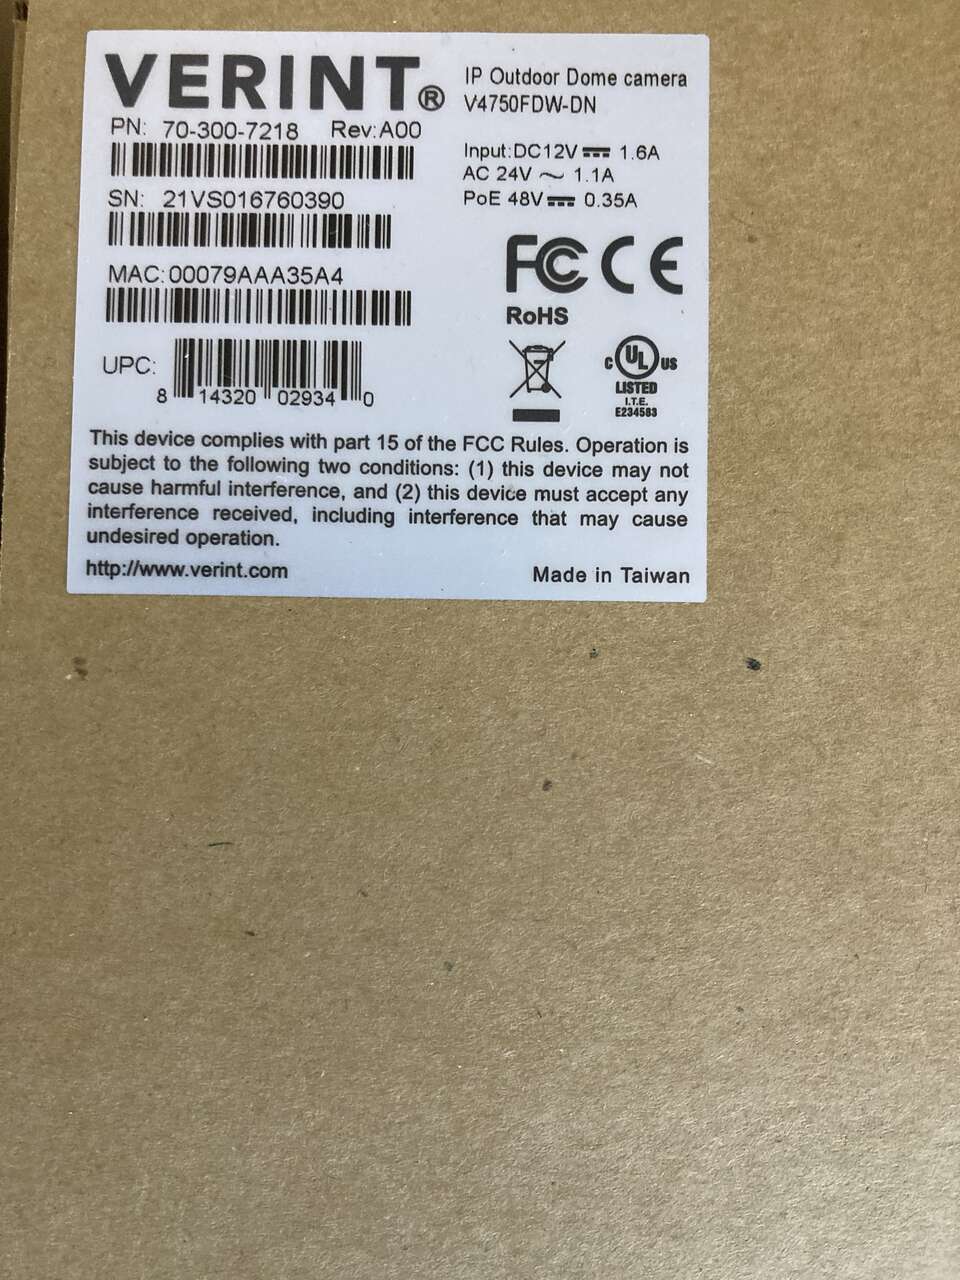 VERINT®
IP Outdoor Dome camera
V4750FDW-DN
PN: 70-300-7218 Rev:A00
Input:DC12V 1.6A
AC 24V ~ 1.1A
PoE 48V 0.35A
SN: 21VS016760390
MAC:00079AAA35A4
FC CE
RoHS
UPC:
8 14320 02934 0
C UL US
LISTED
I.T.E.
E234583
This device complies with part 15 of the FCC Rules. Operation is
subject to the following two conditions: (1) this device may not
cause harmful interference, and (2) this device must accept any
interference received, including interference that may cause
undesired operation.
http://www.verint.com
Made in Taiwan